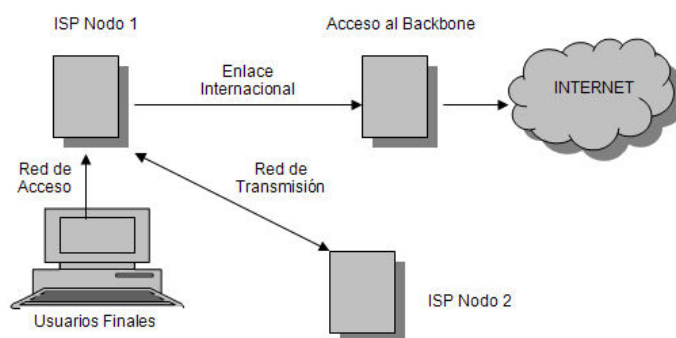 ISP Nodo 1
Acceso al Backbone
Enlace
Internacional
INTERNET
Red de
Acceso
Red de
Transmisión
Usuarios Finales
ISP Nodo 2